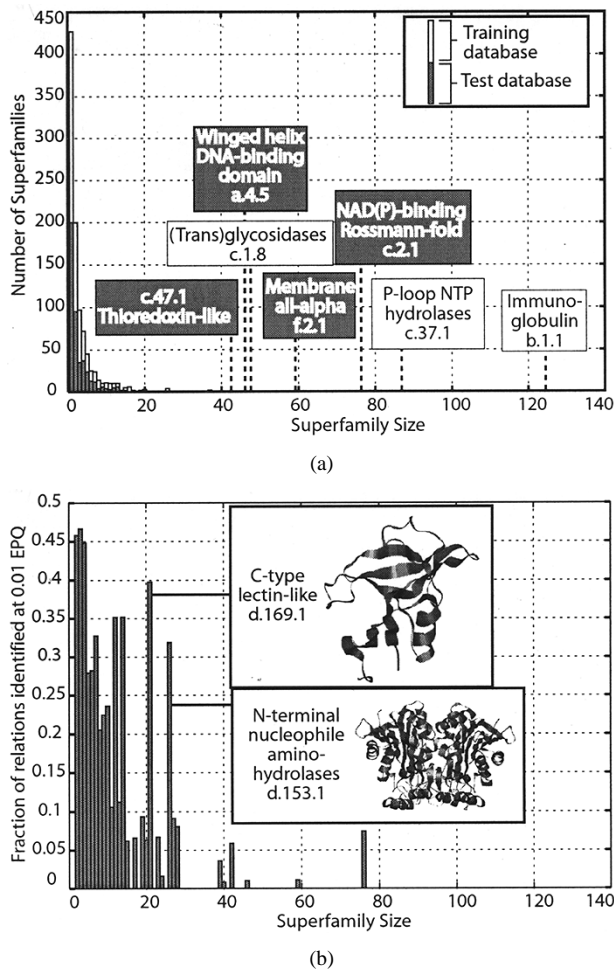 450
400
350
300
250
200
150
100
50
0
Number of Superfamilies
Training
database
Test database
Winged helix
DNA-binding
domain
a.4.5
(Trans)glycosidases
c.1.8
NAD(P)-binding
Rossmann-fold
c.2.1
c.47.1
Thioredoxin-like
Membrane
all-alpha
f.2.1
P-loop NTP
hydrolases
c.37.1
Immuno-
globulin
b.1.1
0 20 40 60 80 100 120 140
Superfamily Size
(a)
0.5
0.45
0.4
0.35
0.3
0.25
0.2
0.15
0.1
0.05
0
Fraction of relations identified at 0.01 EPQ
C-type
lectin-like
d.169.1
N-terminal
nucleophile
amino-
hydrolases
d.153.1
0 20 40 60 80 100 120 140
Superfamily Size
(b)